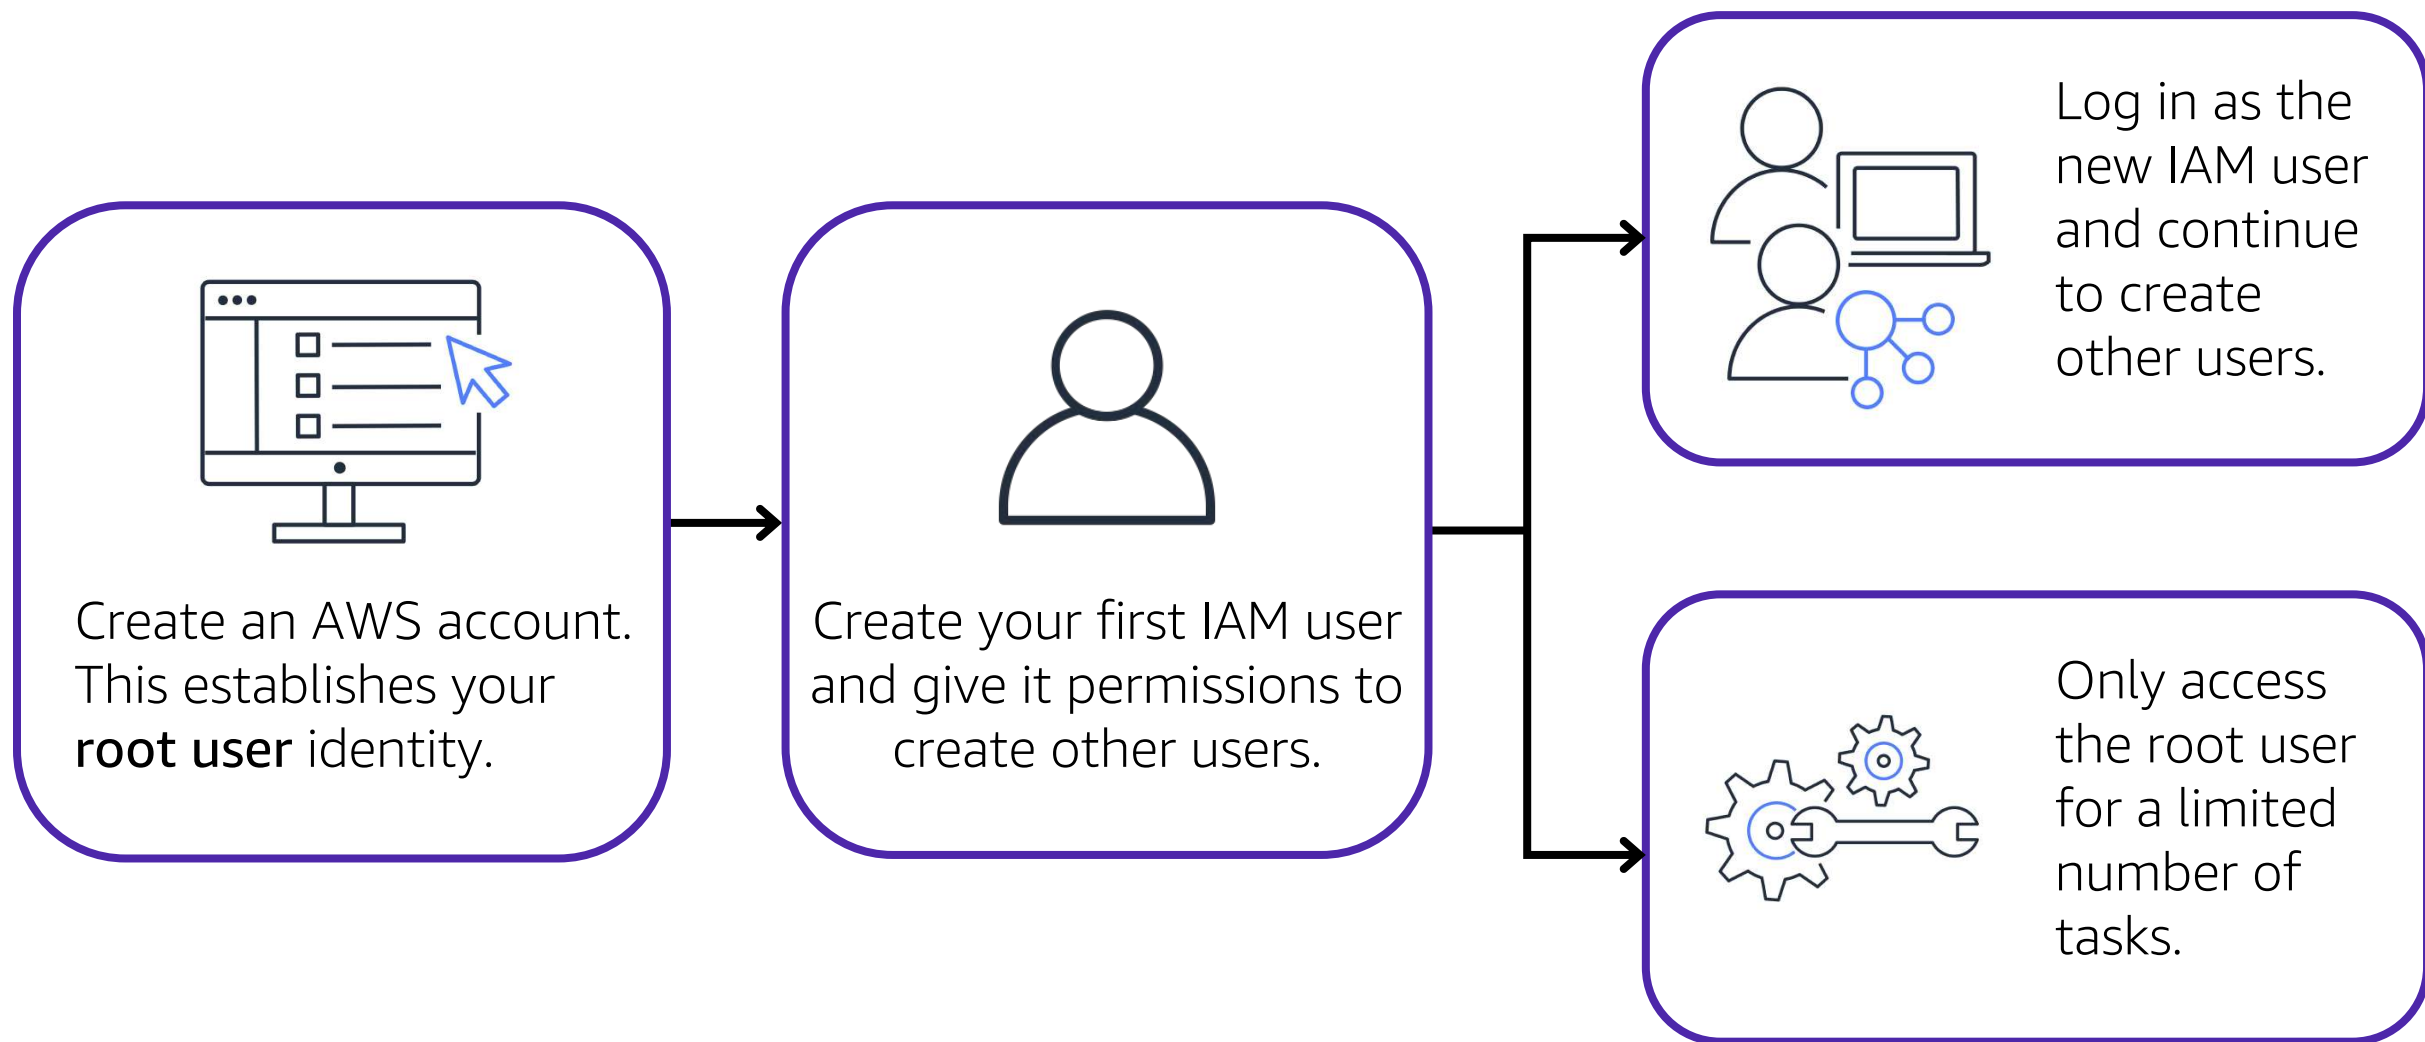 Create an AWS account.
This establishes your
root user identity.
Create your first IAM user
and give it permissions to
create other users.
Log in as the
new IAM user
and continue
to create
other users.
Only access
the root user
for a limited
number of
tasks.